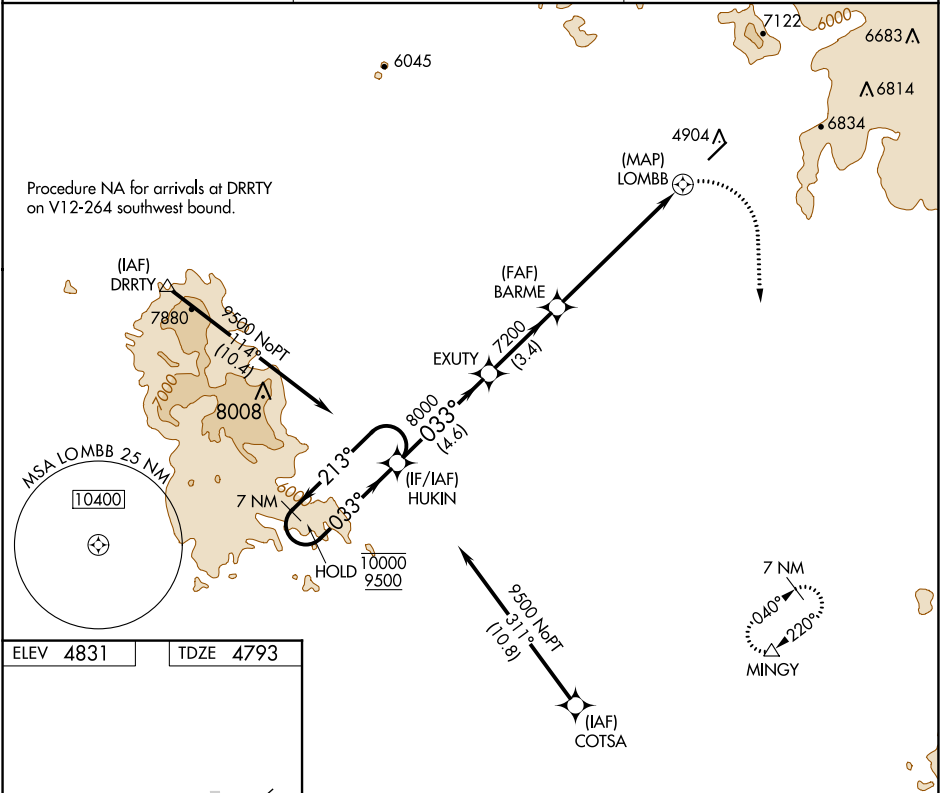 7122
6000
6683
6045
6814
6834
4904
(MAP)
LOMBB
Procedure NA for arrivals at DRRTY
on V12-264 southwest bound.
(IAF)
DRRTY
(FAF)
BARME
7880
9500 NoPT
114°
(10.4)
7200
(3.4)
EXUTY
7000
8008
8000
033°
(4.6)
MSA LOMBB 25 NM
10400
213°
6000
7 NM
033°
(IF/IAF)
HUKIN
HOLD
10000
9500
9500 NoPT
311°
(10.8)
7 NM
040°
220°
MINGY
ELEV 4831
TDZE 4793
(IAF)
COTSA